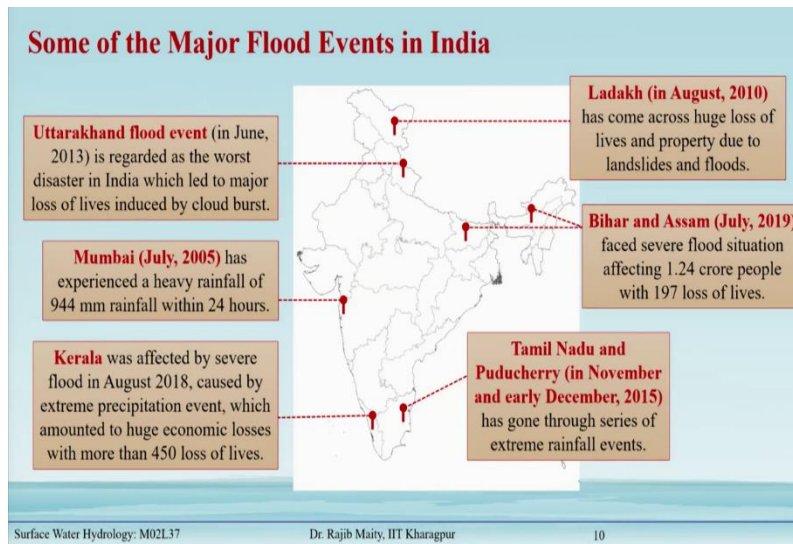 Some of the Major Flood Events in India
Uttarakhand flood event (in June,
2013) is regarded as the worst
disaster in India which led to major
loss of lives induced by cloud burst.
Mumbai (July, 2005) has
experienced a heavy rainfall of
944 mm rainfall within 24 hours.
Kerala was affected by severe
flood in August 2018, caused by
extreme precipitation event, which
amounted to huge economic losses
with more than 450 loss of lives.
Ladakh (in August, 2010)
has come across huge loss of
lives and property due to
landslides and floods.
Bihar and Assam (July, 2019)
faced severe flood situation
affecting 1.24 crore people
with 197 loss of lives.
Tamil Nadu and
Puducherry (in November
and early December, 2015)
has gone through series of
extreme rainfall events.
Surface Water Hydrology: M02L37
Dr. Rajib Maity, IIT Kharagpur
10